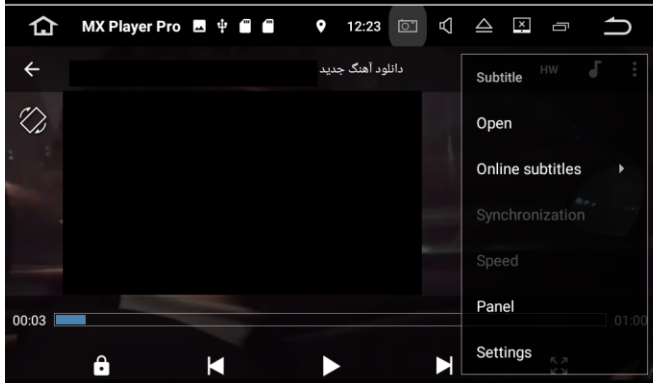 MX Player Pro 12:23
دانلود آهنگ جدید
HW
Subtitle
Open
Online subtitles
Synchronization
Speed
Panel
Settings
00:03 01:00